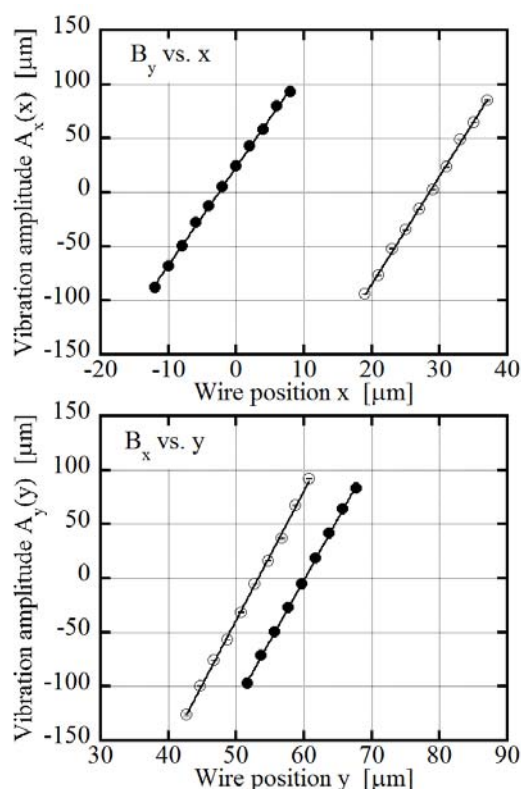 B_y vs. x
Vibration amplitude A_x(x) [μm]
150
100
50
0
-50
-100
-150
-20 -10 0 10 20 30 40
Wire position x [μm]
B_x vs. y
Vibration amplitude A_y(y) [μm]
150
100
50
0
-50
-100
-150
30 40 50 60 70 80 90
Wire position y [μm]